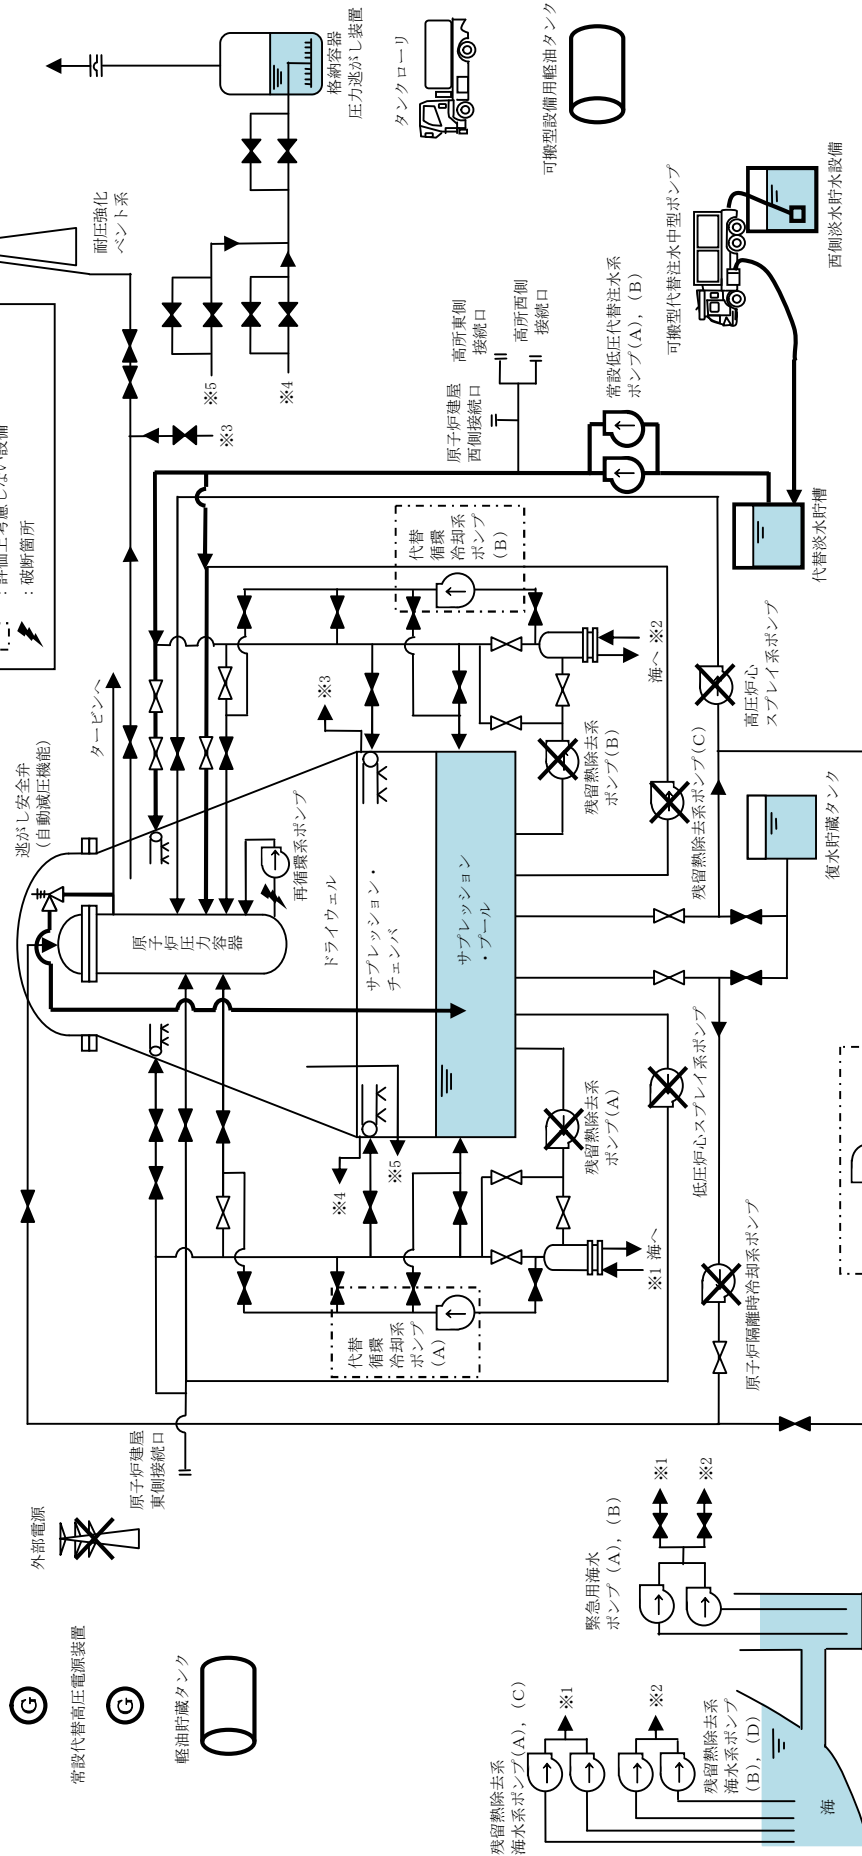 外部電源
常設代替高圧電源装置
G
G
軽油貯蔵タンク
原子炉建屋
東側接続口
逃がし安全弁
(自動減圧機能)
タービンへ
：破断箇所
耐圧強化
ベント系
格納容器
圧力逃がし装置
タンクローリ
可搬型設備用軽油タンク
※3
※5
※4
原子炉圧力容器
再循環系ポンプ
ドライウェル
サプレッション・
チェンバ
サプレッション
・プール
※3
※4
※5
代替
循環
冷却系
ポンプ
(B)
原子炉建屋
西側接続口
高所東側
接続口
高所西側
接続口
常設低圧代替注水系
ポンプ(A)，(B)
可搬型代替注水中型ポンプ
西側淡水貯水設備
代替淡水貯槽
代替
循環
冷却系
ポンプ
(A)
海へ ※2
残留熱除去系
ポンプ(B)
残留熱除去系ポンプ(C)
高圧炉心
スプレイ系ポンプ
復水貯蔵タンク
残留熱除去系
ポンプ(A)
低圧炉心スプレイ系ポンプ
※1 海へ
原子炉隔離時冷却系ポンプ
緊急用海水
ポンプ (A)，(B)
※1
※2
残留熱除去系
海水系ポンプ(A)，(C)
※1
※2
残留熱除去系
海水系ポンプ
(B)，(D)
海